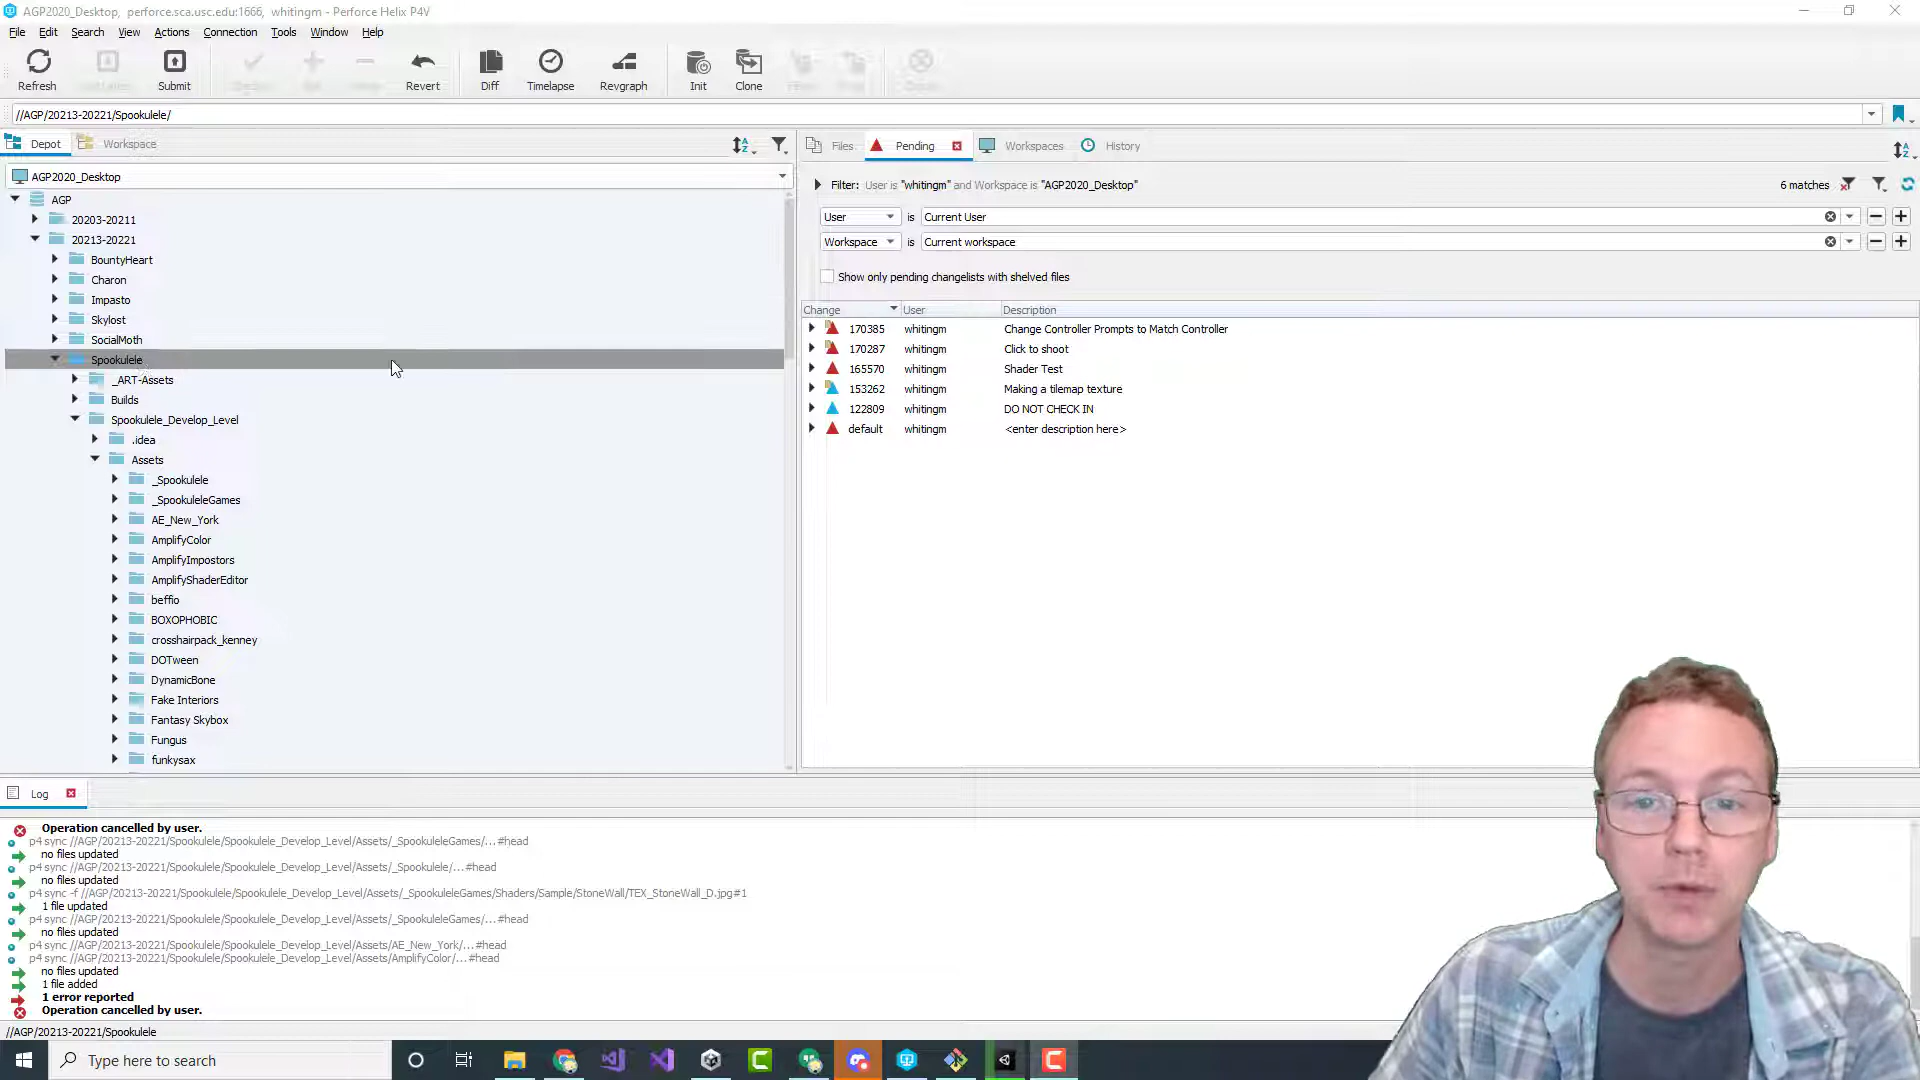 AGP2020_Desktop, perforce.sca.usc.edu:1666, whitingm - Perforce Helix P4V
File Edit Search View Actions Connection Tools Window Help
Refresh Submit Revert Diff Timelapse Revgraph Init Clone
//AGP/20213-20221/Spookulele/
Depot Workspace
AGP2020_Desktop
AGP
20203-20211
20213-20221
BountyHeart
Charon
Impasto
Skylost
SocialMoth
Spookulele
_ART-Assets
Builds
Spookulele_Develop_Level
.idea
Assets
_Spookulele
_SpookuleleGames
AE_New_York
AmplifyColor
AmplifyImpostors
AmplifyShaderEditor
beffio
BOXOPHOBIC
crosshairpack_kenney
DOTween
DynamicBone
Fake Interiors
Fantasy Skybox
Fungus
funkysax
Files Pending Workspaces History
Filter: User is "whitingm" and Workspace is "AGP2020_Desktop" 6 matches
User is Current User
Workspace is Current workspace
Show only pending changelists with shelved files
Change User Description
170385 whitingm Change Controller Prompts to Match Controller
170287 whitingm Click to shoot
165570 whitingm Shader Test
153262 whitingm Making a tilemap texture
122809 whitingm DO NOT CHECK IN
default whitingm <enter description here>
Log
Operation cancelled by user.
p4 sync //AGP/20213-20221/Spookulele/Spookulele_Develop_Level/Assets/_SpookuleleGames/...#head
no files updated
p4 sync //AGP/20213-20221/Spookulele/Spookulele_Develop_Level/Assets/_Spookulele/...#head
no files updated
p4 sync -f //AGP/20213-20221/Spookulele/Spookulele_Develop_Level/Assets/_SpookuleleGames/Shaders/Sample/StoneWall/TEX_StoneWall_D.jpg#1
1 file updated
p4 sync //AGP/20213-20221/Spookulele/Spookulele_Develop_Level/Assets/_SpookuleleGames/...#head
no files updated
p4 sync //AGP/20213-20221/Spookulele/Spookulele_Develop_Level/Assets/AE_New_York/...#head
p4 sync //AGP/20213-20221/Spookulele/Spookulele_Develop_Level/Assets/AmplifyColor/...#head
no files updated
1 file added
1 error reported
Operation cancelled by user.
//AGP/20213-20221/Spookulele
Type here to search